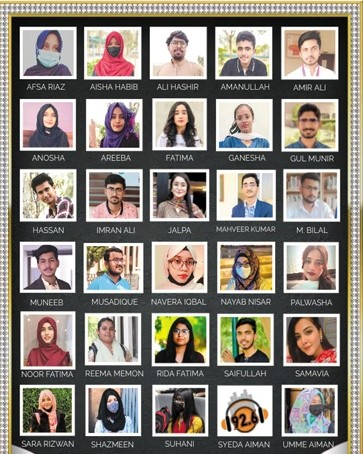 AFSA RIAZ AISHA HABIB ALI HASHIR AMANULLAH AMIR ALI
ANOSHA AREEBA FATIMA GANESHA GUL MUNIR
HASSAN IMRAN ALI JALPA MAHVEER KUMAR M. BILAL
MUNEEB MUSADIQUE NAVERA IQBAL NAYAB NISAR PALWASHA
NOOR FATIMA REEMA MEMON RIDA FATIMA SAIFULLAH SAMAVIA
192.61
SARA RIZWAN SHAZMEEN SUHANI SYEDA AIMAN UMME AIMAN